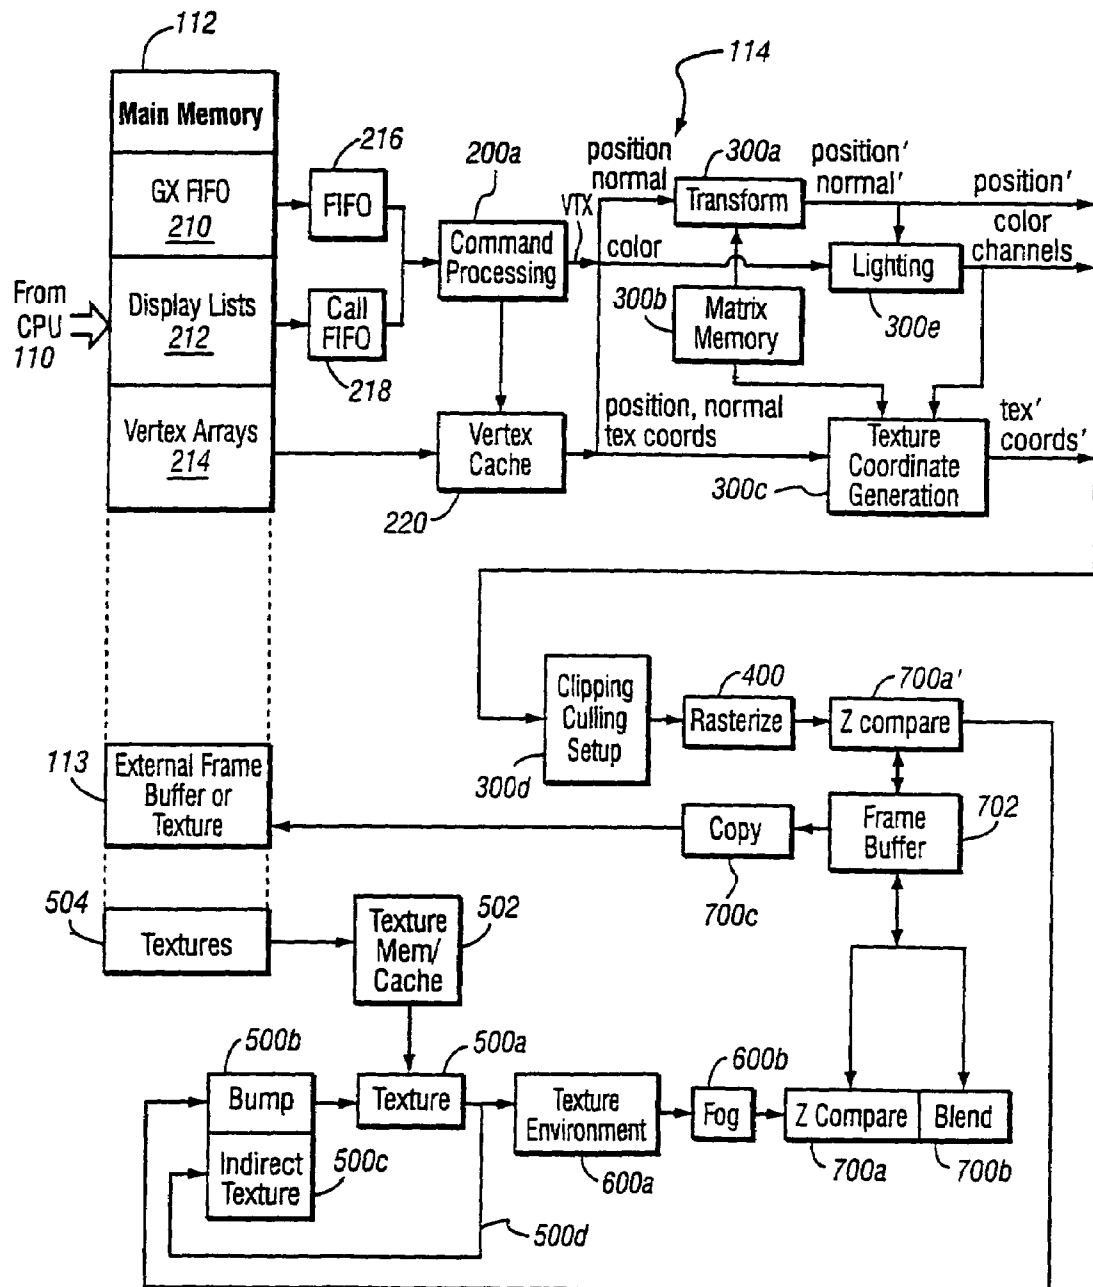 112
114
Main Memory
GX FIFO
210
Display Lists
212
Vertex Arrays
214
From
CPU
110
216
FIFO
Call
FIFO
218
200a
Command
Processing
VTX
Vertex
Cache
220
position
normal
300a
Transform
position'
normal'
position'
color
channels
color
Lighting
300e
300b
Matrix
Memory
position, normal
tex coords
Texture
Coordinate
Generation
300c
tex'
coords'
Clipping
Culling
Setup
300d
400
Rasterize
700a'
Z compare
113
External Frame
Buffer or
Texture
Copy
700c
Frame
Buffer
702
504
Textures
Texture
Mem/
Cache
502
500b
Bump
Indirect
Texture
500c
500a
Texture
500d
Texture
Environment
600a
600b
Fog
Z Compare
700a
Blend
700b